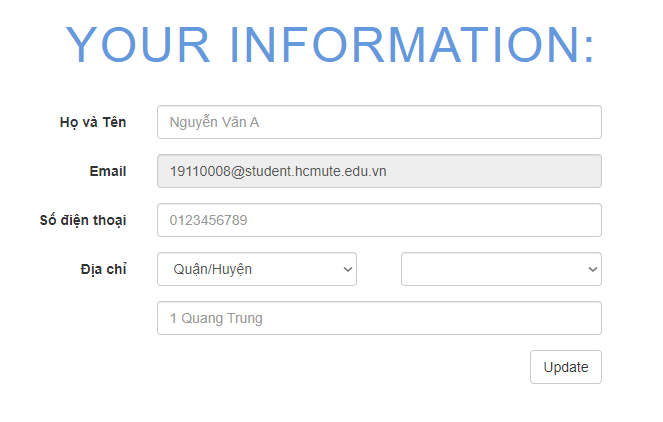 YOUR INFORMATION:
Họ và Tên Nguyễn Văn A
Email 19110008@student.hcmute.edu.vn
Số điện thoại 0123456789
Địa chỉ Quận/Huyện
1 Quang Trung
Update